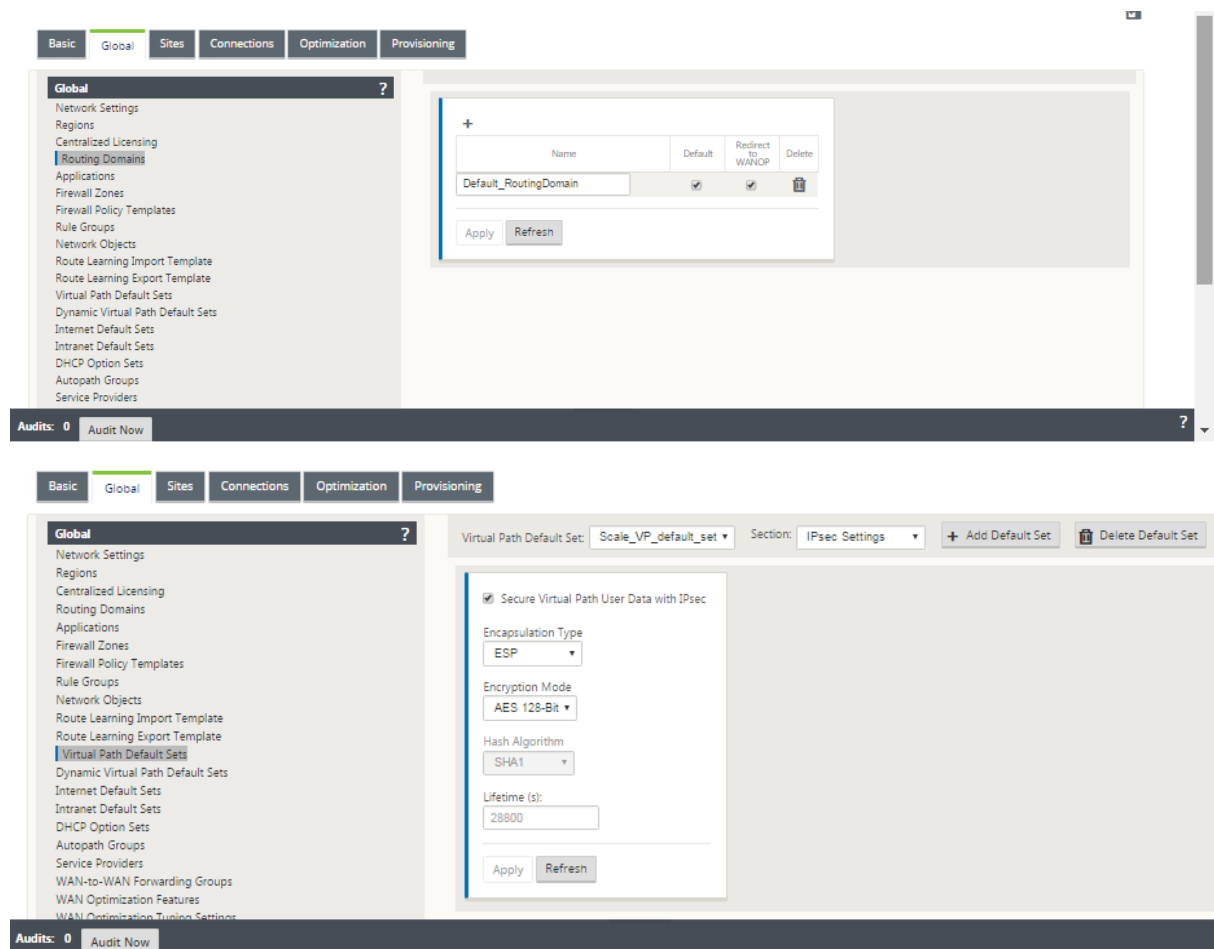 Basic Global Sites Connections Optimization Provisioning
Global ?
Network Settings
Regions
Centralized Licensing
Routing Domains
Applications
Firewall Zones
Firewall Policy Templates
Rule Groups
Network Objects
Route Learning Import Template
Route Learning Export Template
Virtual Path Default Sets
Dynamic Virtual Path Default Sets
Internet Default Sets
Intranet Default Sets
DHCP Option Sets
Autopath Groups
Service Providers
+
Name Default Redirect to WANOP Delete
Default_RoutingDomain
Apply Refresh
Audits: 0 Audit Now ?
Basic Global Sites Connections Optimization Provisioning
Global ?
Network Settings
Regions
Centralized Licensing
Routing Domains
Applications
Firewall Zones
Firewall Policy Templates
Rule Groups
Network Objects
Route Learning Import Template
Route Learning Export Template
Virtual Path Default Sets
Dynamic Virtual Path Default Sets
Internet Default Sets
Intranet Default Sets
DHCP Option Sets
Autopath Groups
Service Providers
WAN-to-WAN Forwarding Groups
WAN Optimization Features
WAN Optimization Tuning Settings
Virtual Path Default Set: Scale_VP_default_set Section: IPsec Settings + Add Default Set Delete Default Set
Secure Virtual Path User Data with IPsec
Encapsulation Type
ESP
Encryption Mode
AES 128-Bit
Hash Algorithm
SHA1
Lifetime (s):
28800
Apply Refresh
Audits: 0 Audit Now